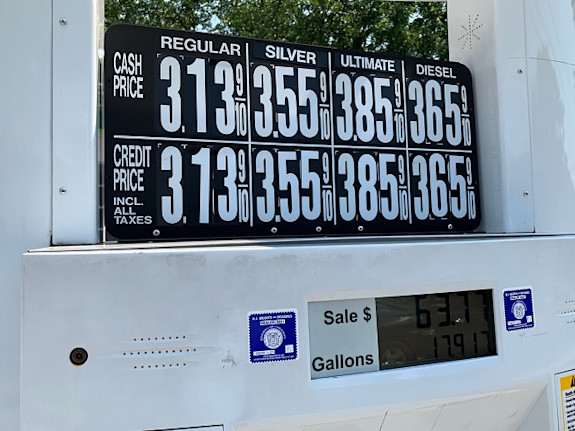 REGULAR SILVER ULTIMATE DIESEL
CASH PRICE 3.13 9/10 3.55 9/10 3.85 9/10 3.65 9/10
CREDIT PRICE INCL. ALL TAXES 3.13 9/10 3.55 9/10 3.85 9/10 3.65 9/10
Sale $ 63.77
Gallons 17.917